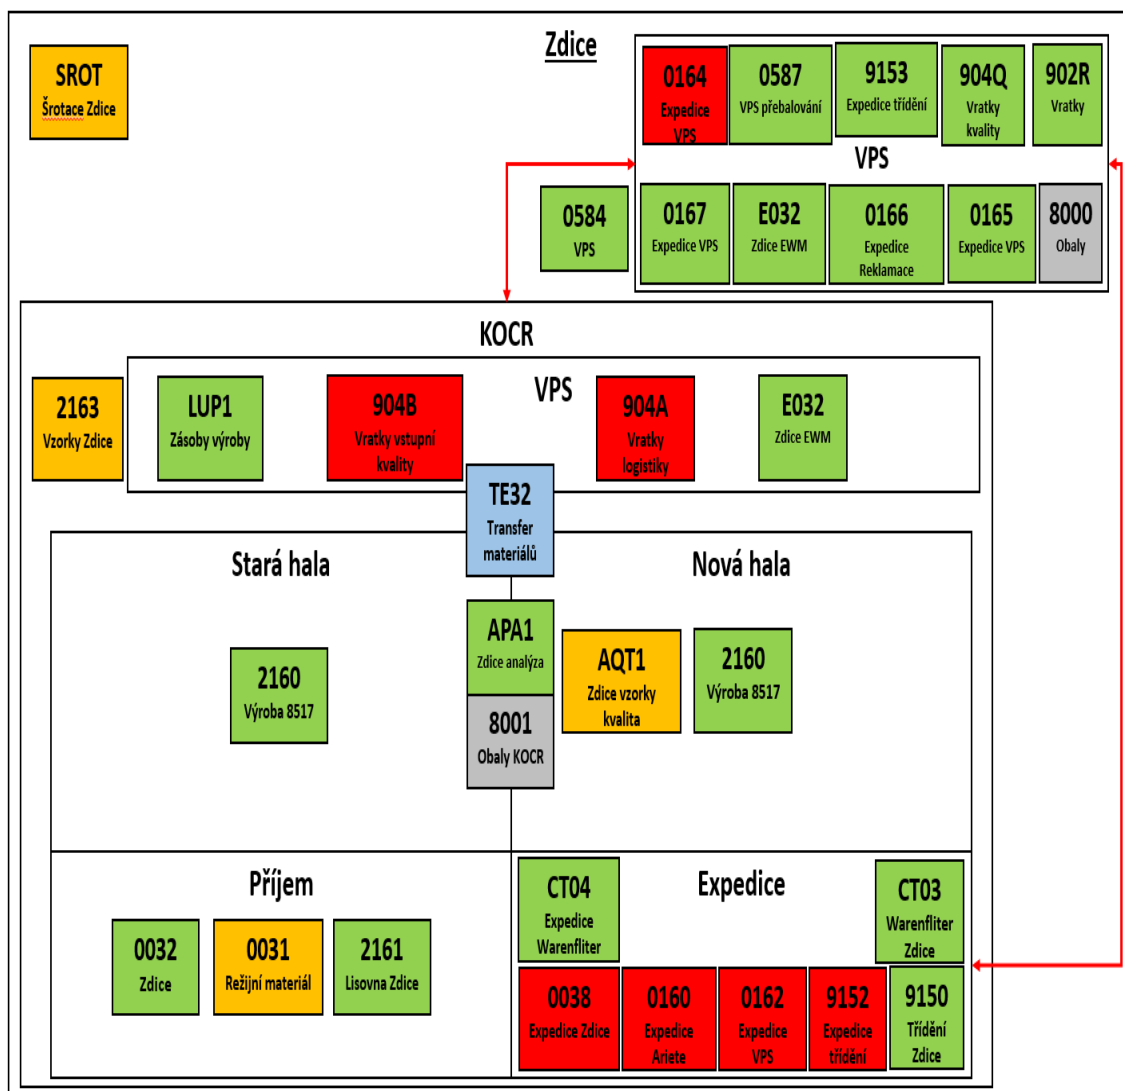 Zdice
SROT
Šrotace Zdice
0164
Expedice
VPS
0587
VPS přebalování
9153
Expedice třídění
904Q
Vratky
kvality
902R
Vratky
VPS
0584
VPS
0167
Expedice VPS
E032
Zdice EWM
0166
Expedice
Reklamace
0165
Expedice VPS
8000
Obaly
KOCR
2163
Vzorky Zdice
VPS
LUP1
Zásoby výroby
904B
Vratky vstupní
kvality
904A
Vratky
logistiky
E032
Zdice EWM
TE32
Transfer
materiálů
Stará hala
Nová hala
2160
Výroba 8517
APA1
Zdice analýza
8001
Obaly KOCR
AQT1
Zdice vzorky
kvalita
2160
Výroba 8517
Příjem
0032
Zdice
0031
Režijní materiál
2161
Lisovna Zdice
Expedice
CT04
Expedice
Warenfliter
CT03
Warenfliter
Zdice
0038
Expedice Zdice
0160
Expedice
Ariete
0162
Expedice
VPS
9152
Expedice
třídění
9150
Třídění
Zdice